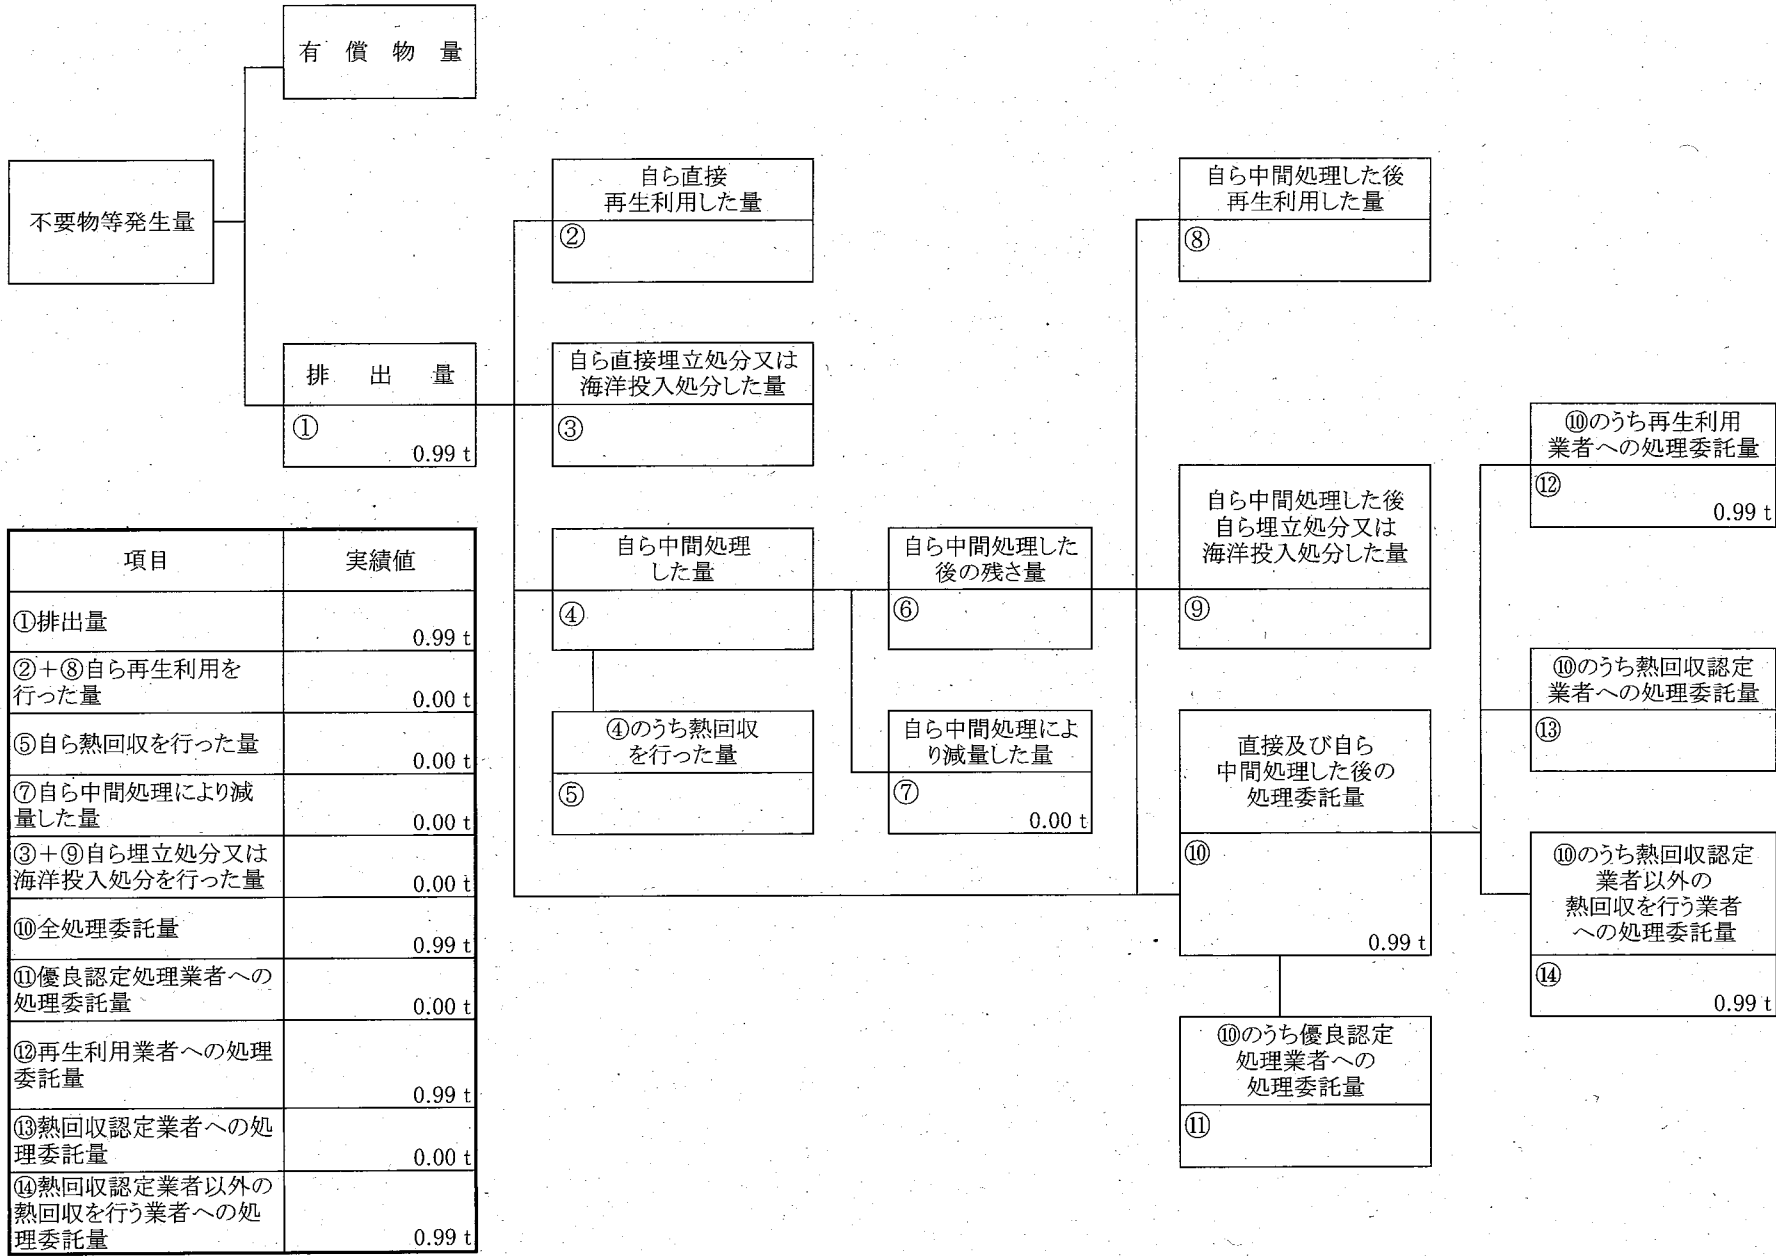 有償物量
不要物等発生量
排出量
①
0.99 t
自ら直接
再生利用した量
②
自ら直接埋立処分又は
海洋投入処分した量
③
自ら中間処理
した量
④
④のうち熱回収
を行った量
⑤
自ら中間処理した
後の残さ量
⑥
自ら中間処理によ
り減量した量
⑦
0.00 t
自ら中間処理した後
再生利用した量
⑧
自ら中間処理した後
自ら埋立処分又は
海洋投入処分した量
⑨
直接及び自ら
中間処理した後の
処理委託量
⑩
0.99 t
⑩のうち優良認定
処理業者への
処理委託量
⑪
⑩のうち再生利用
業者への処理委託量
⑫
0.99 t
⑩のうち熱回収認定
業者への処理委託量
⑬
⑩のうち熱回収認定
業者以外の
熱回収を行う業者
への処理委託量
⑭
0.99 t
項目 実績値
①排出量
0.99 t
②+⑧自ら再生利用を
行った量
0.00 t
⑤自ら熱回収を行った量
0.00 t
⑦自ら中間処理により減
量した量
0.00 t
③+⑨自ら埋立処分又は
海洋投入処分を行った量
0.00 t
⑩全処理委託量
0.99 t
⑪優良認定処理業者への
処理委託量
0.00 t
⑫再生利用業者への処理
委託量
0.99 t
⑬熱回収認定業者への処
理委託量
0.00 t
⑭熱回収認定業者以外の
熱回収を行う業者への処
理委託量
0.99 t